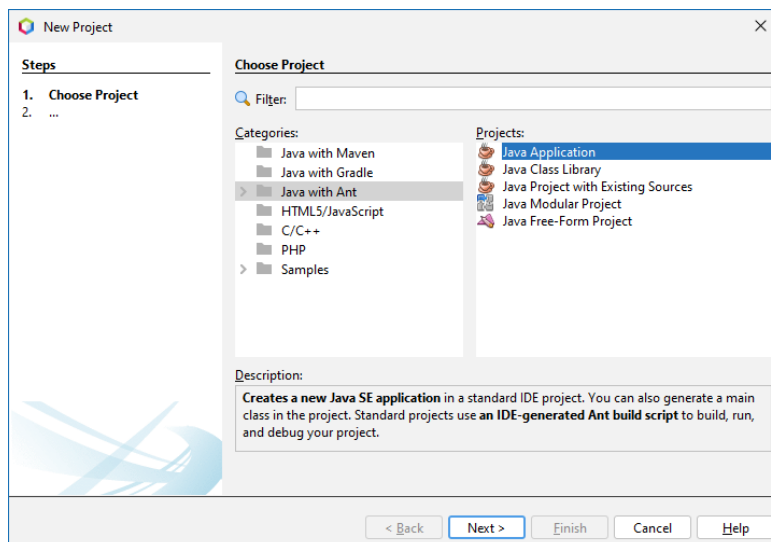 New Project
Steps
1. Choose Project
2. ...
Choose Project
Filter:
Categories:
Java with Maven
Java with Gradle
Java with Ant
HTML5/JavaScript
C/C++
PHP
Samples
Projects:
Java Application
Java Class Library
Java Project with Existing Sources
Java Modular Project
Java Free-Form Project
Description:
Creates a new Java SE application in a standard IDE project. You can also generate a main
class in the project. Standard projects use an IDE-generated Ant build script to build, run,
and debug your project.
< Back Next > Finish Cancel Help